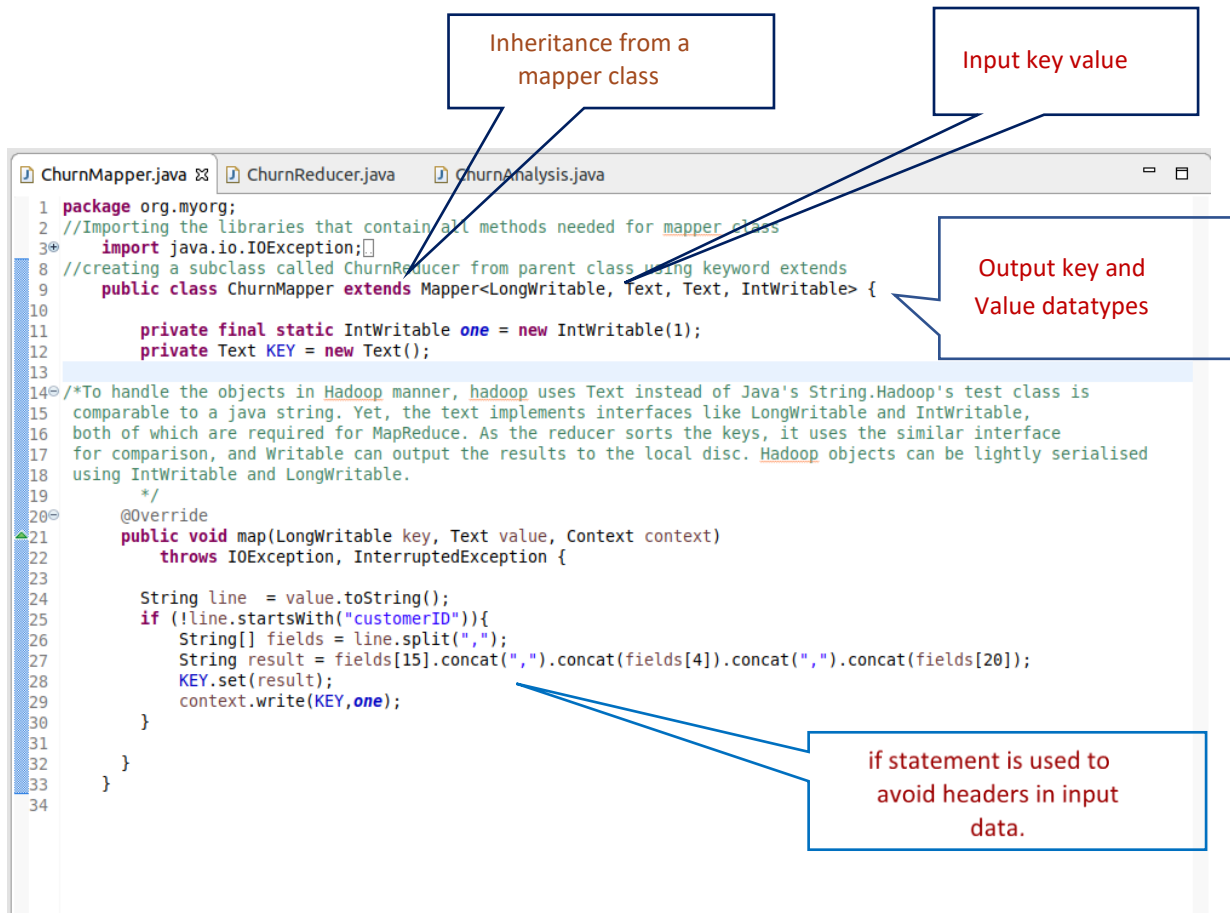 Inheritance from a
mapper class
Input key value
ChurnMapper.java ChurnReducer.java ChurnAnalysis.java
1 package org.myorg;
2 //Importing the libraries that contain all methods needed for mapper class
3 import java.io.IOException;
8 //creating a subclass called ChurnReducer from parent class using keyword extends
9 public class ChurnMapper extends Mapper<LongWritable, Text, Text, IntWritable> {
Output key and
Value datatypes
10
11 private final static IntWritable one = new IntWritable(1);
12 private Text KEY = new Text();
13
14 /*To handle the objects in Hadoop manner, hadoop uses Text instead of Java's String.Hadoop's test class is
15 comparable to a java string. Yet, the text implements interfaces like LongWritable and IntWritable,
16 both of which are required for MapReduce. As the reducer sorts the keys, it uses the similar interface
17 for comparison, and Writable can output the results to the local disc. Hadoop objects can be lightly serialised
18 using IntWritable and LongWritable.
19 */
20 @Override
21 public void map(LongWritable key, Text value, Context context)
22 throws IOException, InterruptedException {
23
24 String line = value.toString();
25 if (!line.startsWith("customerID")){
26 String[] fields = line.split(",");
27 String result = fields[15].concat(",").concat(fields[4]).concat(",").concat(fields[20]);
28 KEY.set(result);
29 context.write(KEY,one);
30 }
31
32 }
33 }
34
if statement is used to
avoid headers in input
data.